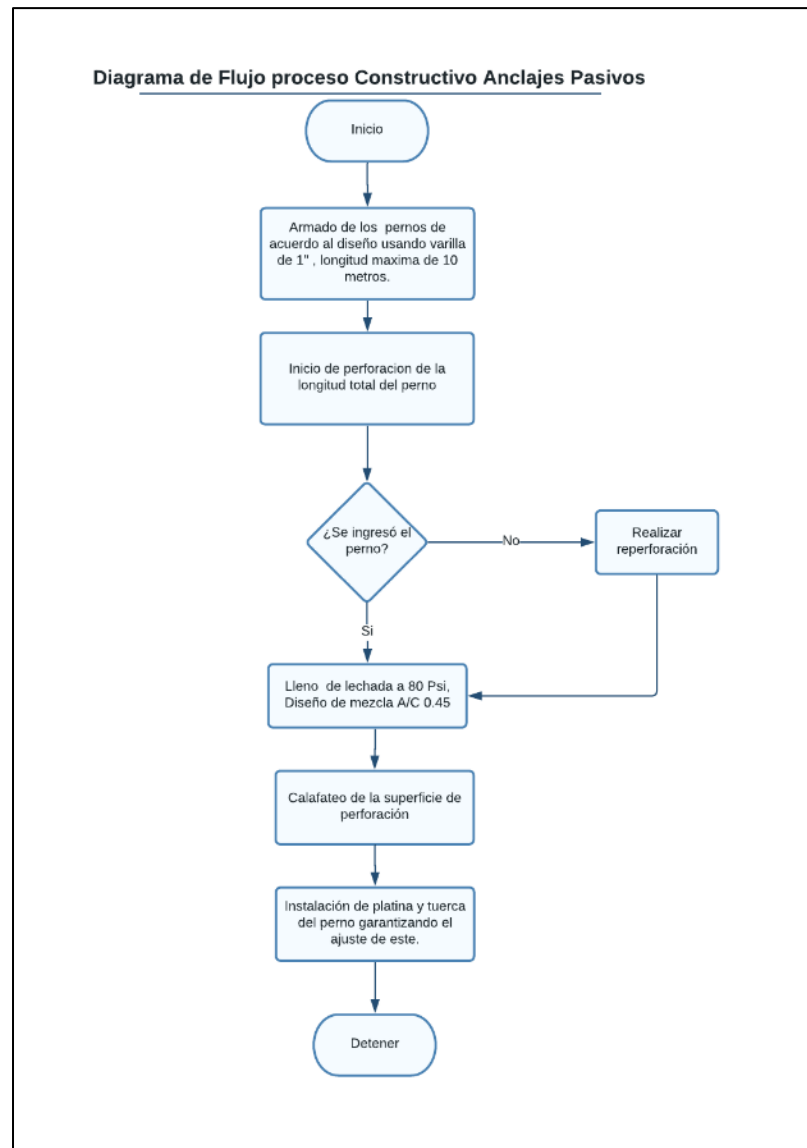 Diagrama de Flujo proceso Constructivo Anclajes Pasivos
Inicio
Armado de los pernos de
acuerdo al diseño usando varilla
de 1" , longitud maxima de 10
metros.
Inicio de perforacion de la
longitud total del perno
¿Se ingresó el
perno?
No
Realizar
reperforación
Si
Lleno de lechada a 80 Psi,
Diseño de mezcla A/C 0.45
Calafateo de la superficie de
perforación
Instalación de platina y tuerca
del perno garantizando el
ajuste de este.
Detener